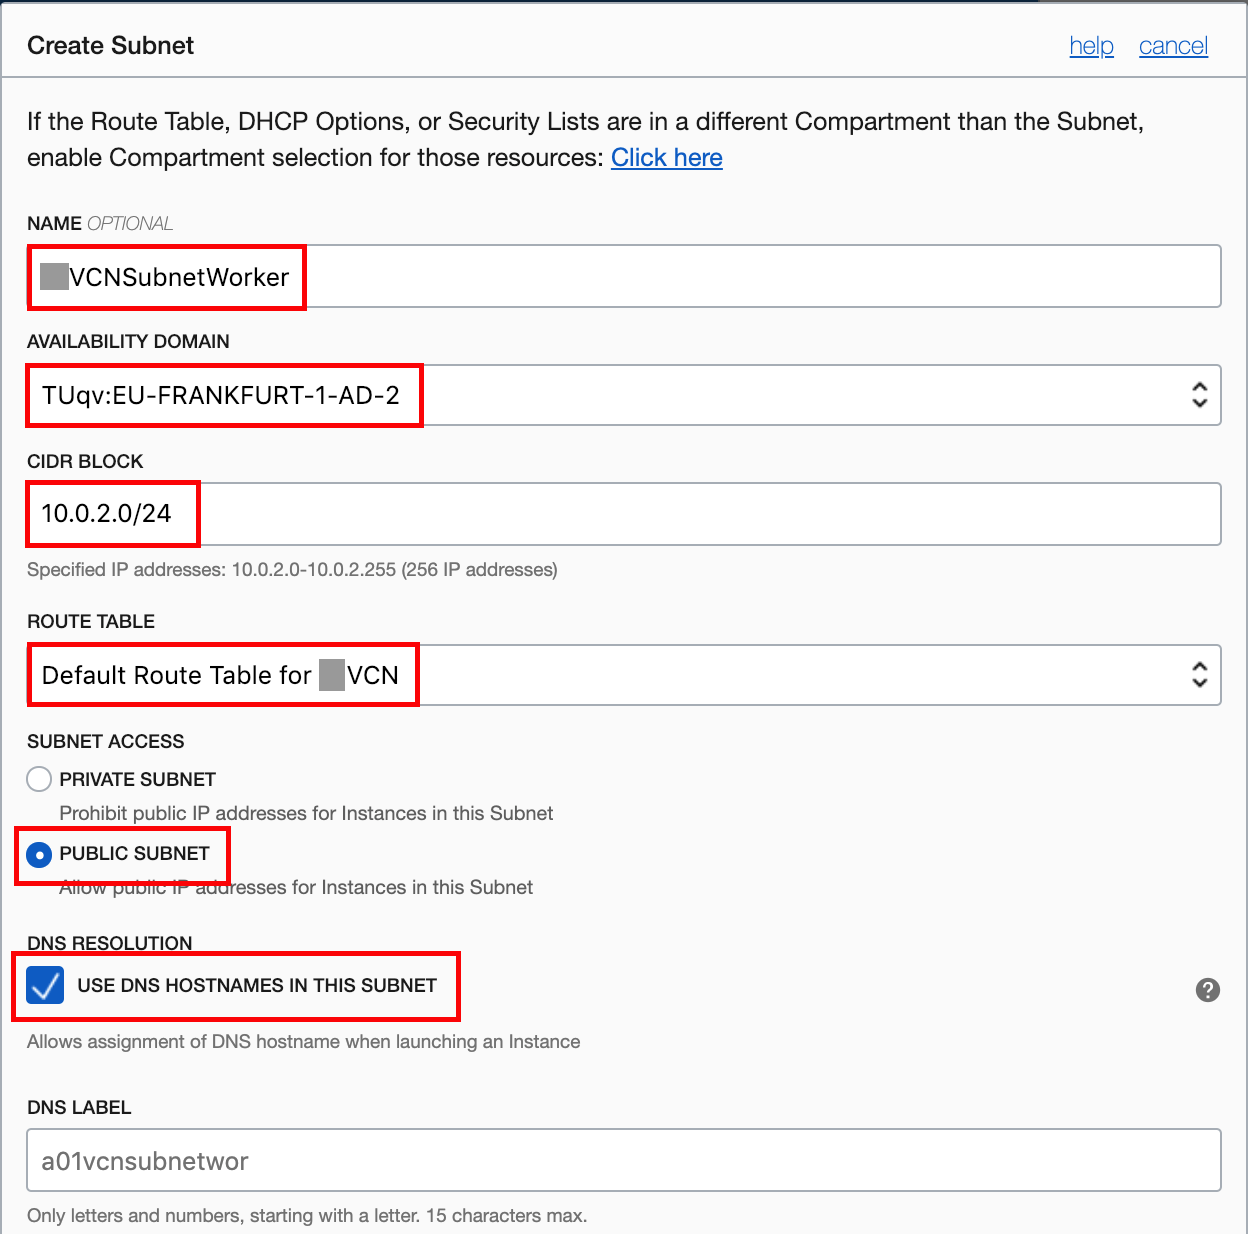 Create Subnet help cancel
If the Route Table, DHCP Options, or Security Lists are in a different Compartment than the Subnet,
enable Compartment selection for those resources: Click here
NAME OPTIONAL
VCNSubnetWorker
AVAILABILITY DOMAIN
TUqv:EU-FRANKFURT-1-AD-2
CIDR BLOCK
10.0.2.0/24
Specified IP addresses: 10.0.2.0-10.0.2.255 (256 IP addresses)
ROUTE TABLE
Default Route Table for VCN
SUBNET ACCESS
PRIVATE SUBNET
Prohibit public IP addresses for Instances in this Subnet
PUBLIC SUBNET
Allow public IP addresses for Instances in this Subnet
DNS RESOLUTION
USE DNS HOSTNAMES IN THIS SUBNET
?
Allows assignment of DNS hostname when launching an Instance
DNS LABEL
a01vcnsubnetwor
Only letters and numbers, starting with a letter. 15 characters max.